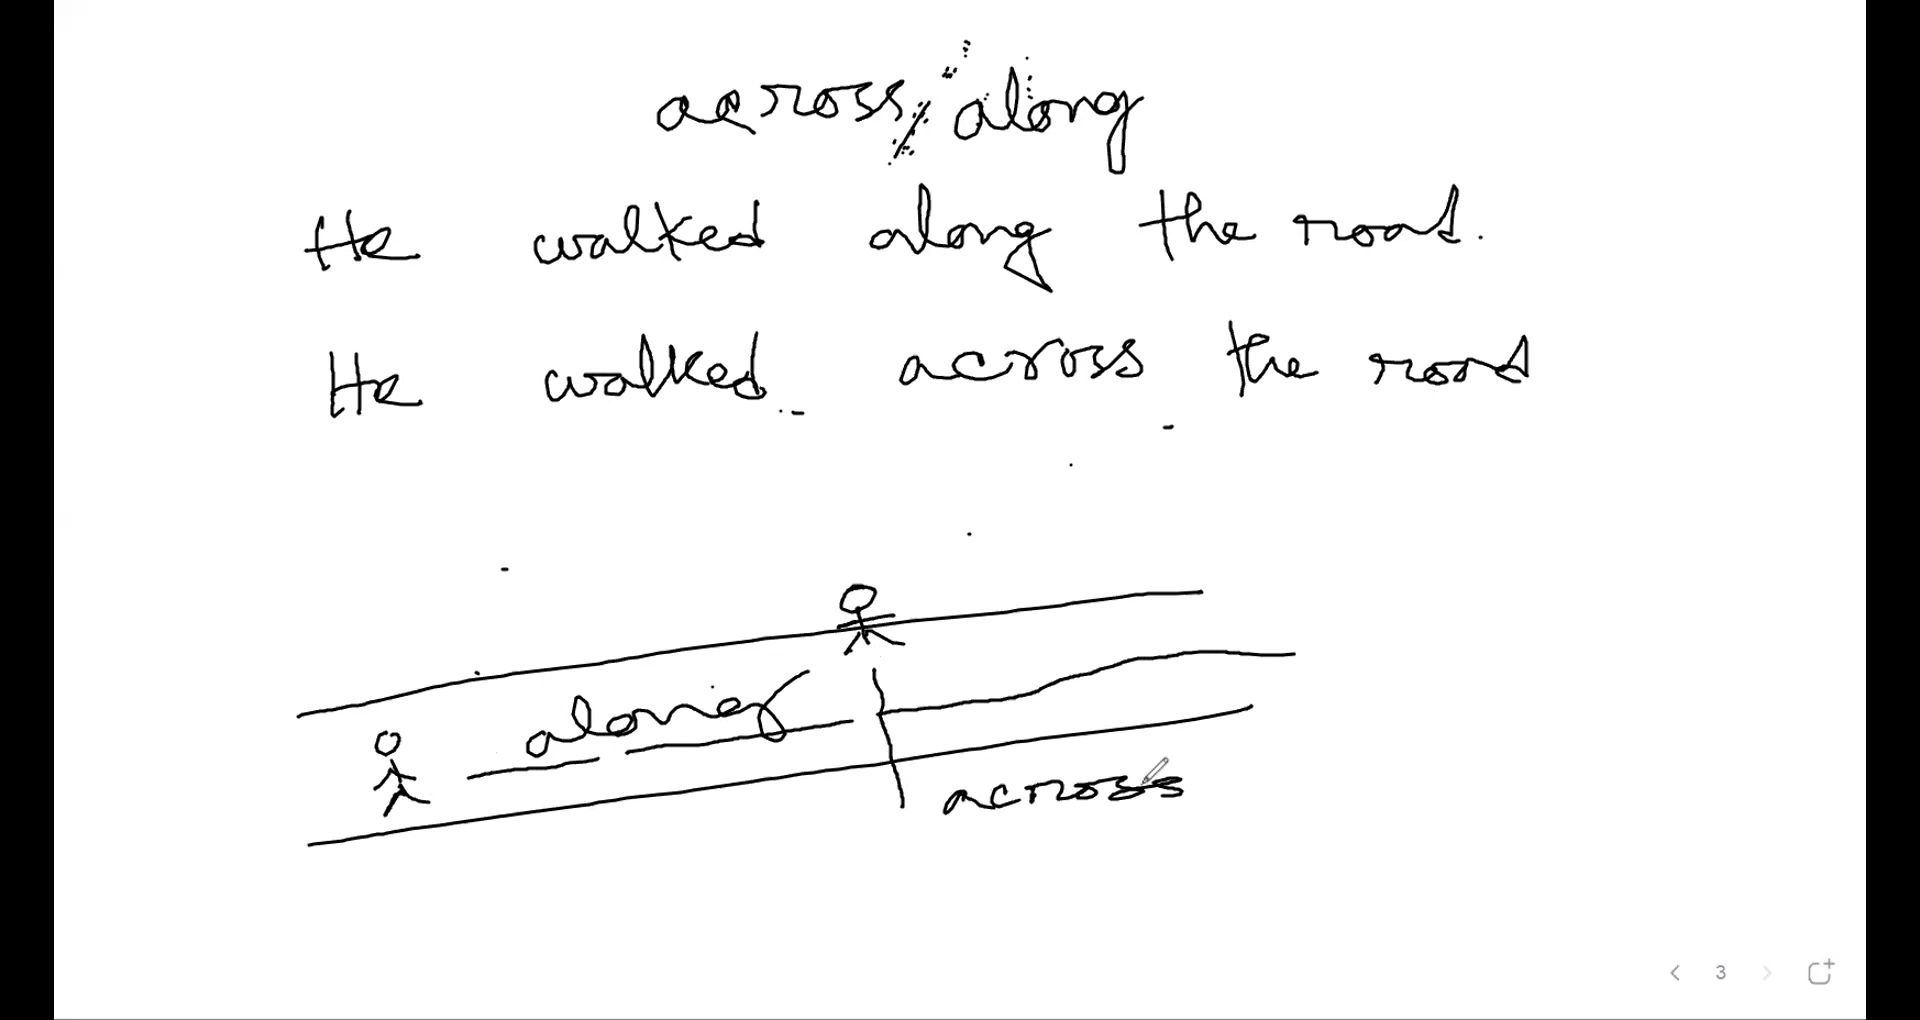 across/along
He walked along the road.
He walked across the road
along
across
3